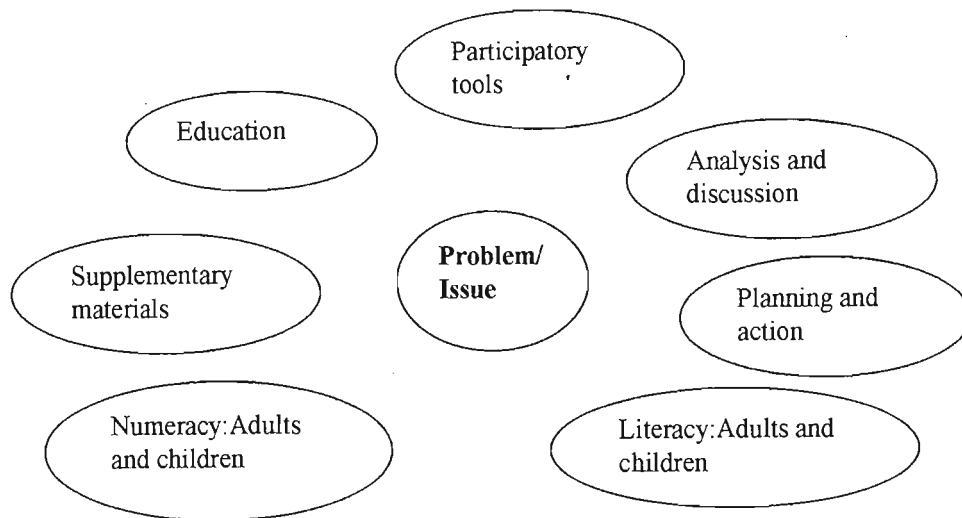 Participatory
tools
Education
Analysis and
discussion
Problem/
Issue
Supplementary
materials
Planning and
action
Numeracy:Adults
and children
Literacy:Adults and
children